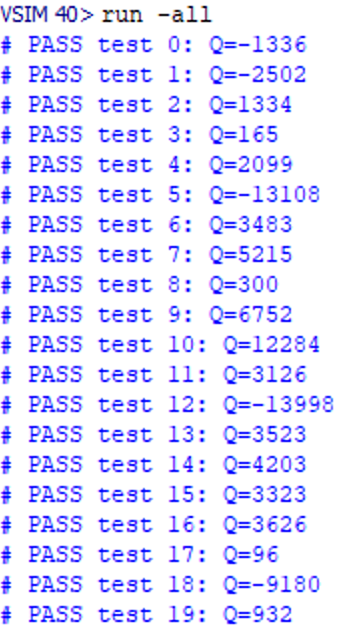 VSIM 40> run -all
# PASS test 0: Q=-1336
# PASS test 1: Q=-2502
# PASS test 2: Q=1334
# PASS test 3: Q=165
# PASS test 4: Q=2099
# PASS test 5: Q=-13108
# PASS test 6: Q=3483
# PASS test 7: Q=5215
# PASS test 8: Q=300
# PASS test 9: Q=6752
# PASS test 10: Q=12284
# PASS test 11: Q=3126
# PASS test 12: Q=-13998
# PASS test 13: Q=3523
# PASS test 14: Q=4203
# PASS test 15: Q=3323
# PASS test 16: Q=3626
# PASS test 17: Q=96
# PASS test 18: Q=-9180
# PASS test 19: Q=932